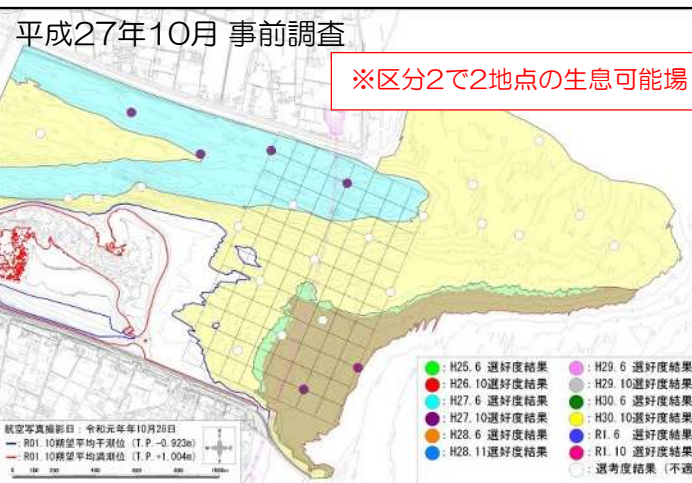 平成27年10月 事前調査
※区分2で2地点の生息可能場
: H25.6 選好度結果
: H26.10選好度結果
: H27.6 選好度結果
: H27.10選好度結果
: H28.6 選好度結果
: H28.11選好度結果
: H29.6 選好度結果
: H29.10選好度結果
: H30.6 選好度結果
: H30.10選好度結果
: R1.6 選好度結果
: R1.10 選好度結果
: 選考度結果（不適
航空写真撮影日：令和元年年10月28日
: R01.10朔望平均干潮位（T.P.-0.923m）
: R01.10朔望平均満潮位（T.P.+1.004m）
0 100 200 400 600 800 1000m